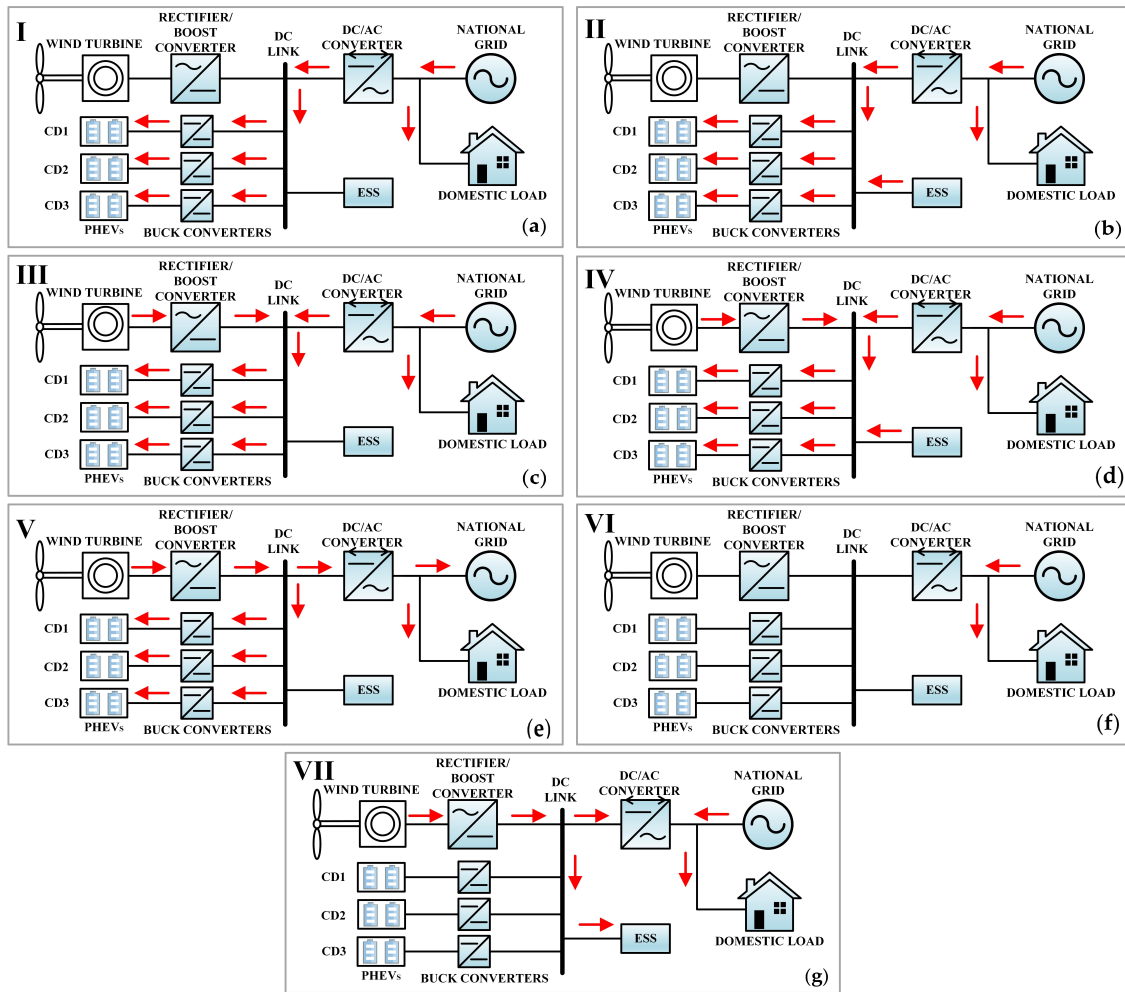 I
RECTIFIER/
BOOST
CONVERTER
WIND TURBINE
DC
LINK
DC/AC
CONVERTER
NATIONAL
GRID
CD1
CD2
CD3
PHEVs
BUCK CONVERTERS
ESS
DOMESTIC LOAD
(a)
II
RECTIFIER/
BOOST
CONVERTER
WIND TURBINE
DC
LINK
DC/AC
CONVERTER
NATIONAL
GRID
CD1
CD2
CD3
PHEVs
BUCK CONVERTERS
ESS
DOMESTIC LOAD
(b)
III
RECTIFIER/
BOOST
CONVERTER
WIND TURBINE
DC
LINK
DC/AC
CONVERTER
NATIONAL
GRID
CD1
CD2
CD3
PHEVs
BUCK CONVERTERS
ESS
DOMESTIC LOAD
(c)
IV
RECTIFIER/
BOOST
CONVERTER
WIND TURBINE
DC
LINK
DC/AC
CONVERTER
NATIONAL
GRID
CD1
CD2
CD3
PHEVs
BUCK CONVERTERS
ESS
DOMESTIC LOAD
(d)
V
RECTIFIER/
BOOST
CONVERTER
WIND TURBINE
DC
LINK
DC/AC
CONVERTER
NATIONAL
GRID
CD1
CD2
CD3
PHEVs
BUCK CONVERTERS
ESS
DOMESTIC LOAD
(e)
VI
RECTIFIER/
BOOST
CONVERTER
WIND TURBINE
DC
LINK
DC/AC
CONVERTER
NATIONAL
GRID
CD1
CD2
CD3
PHEVs
BUCK CONVERTERS
ESS
DOMESTIC LOAD
(f)
VII
RECTIFIER/
BOOST
CONVERTER
WIND TURBINE
DC
LINK
DC/AC
CONVERTER
NATIONAL
GRID
CD1
CD2
CD3
PHEVs
BUCK CONVERTERS
ESS
DOMESTIC LOAD
(g)